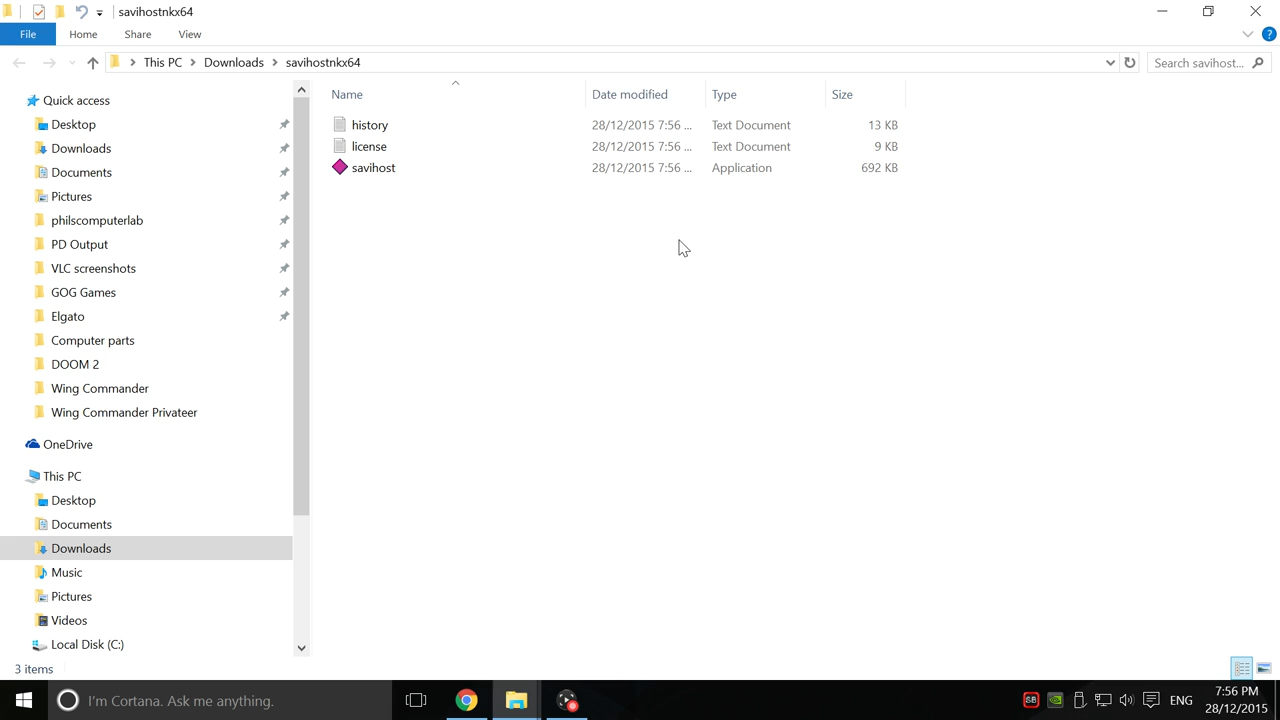 savihostnkx64
File Home Share View
This PC Downloads savihostnkx64 Search savihost...
Name Date modified Type Size
history 28/12/2015 7:56 ... Text Document 13 KB
license 28/12/2015 7:56 ... Text Document 9 KB
savihost 28/12/2015 7:56 ... Application 692 KB
Quick access
Desktop
Downloads
Documents
Pictures
philscomputerlab
PD Output
VLC screenshots
GOG Games
Elgato
Computer parts
DOOM 2
Wing Commander
Wing Commander Privateer
OneDrive
This PC
Desktop
Documents
Downloads
Music
Pictures
Videos
Local Disk (C:)
3 items
I'm Cortana. Ask me anything.
SB
ENG
7:56 PM
28/12/2015